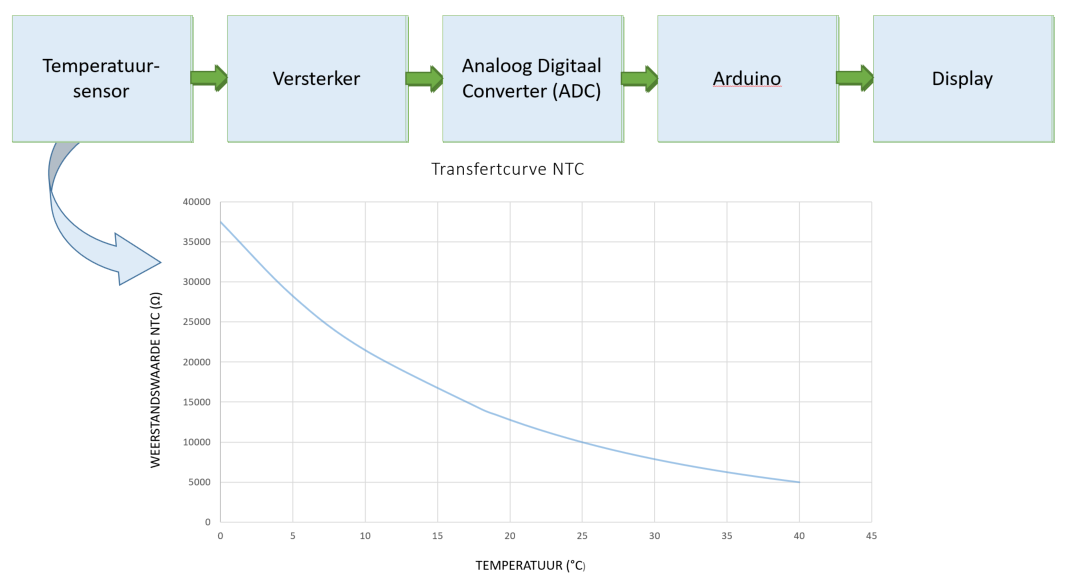 Temperatuur-
sensor
Versterker
Analoog Digitaal
Converter (ADC)
Arduino
Display
Transfertcurve NTC
WEERSTANDSWAARDE NTC (Ω)
40000
35000
30000
25000
20000
15000
10000
5000
0
0 5 10 15 20 25 30 35 40 45
TEMPERATUUR (°C)